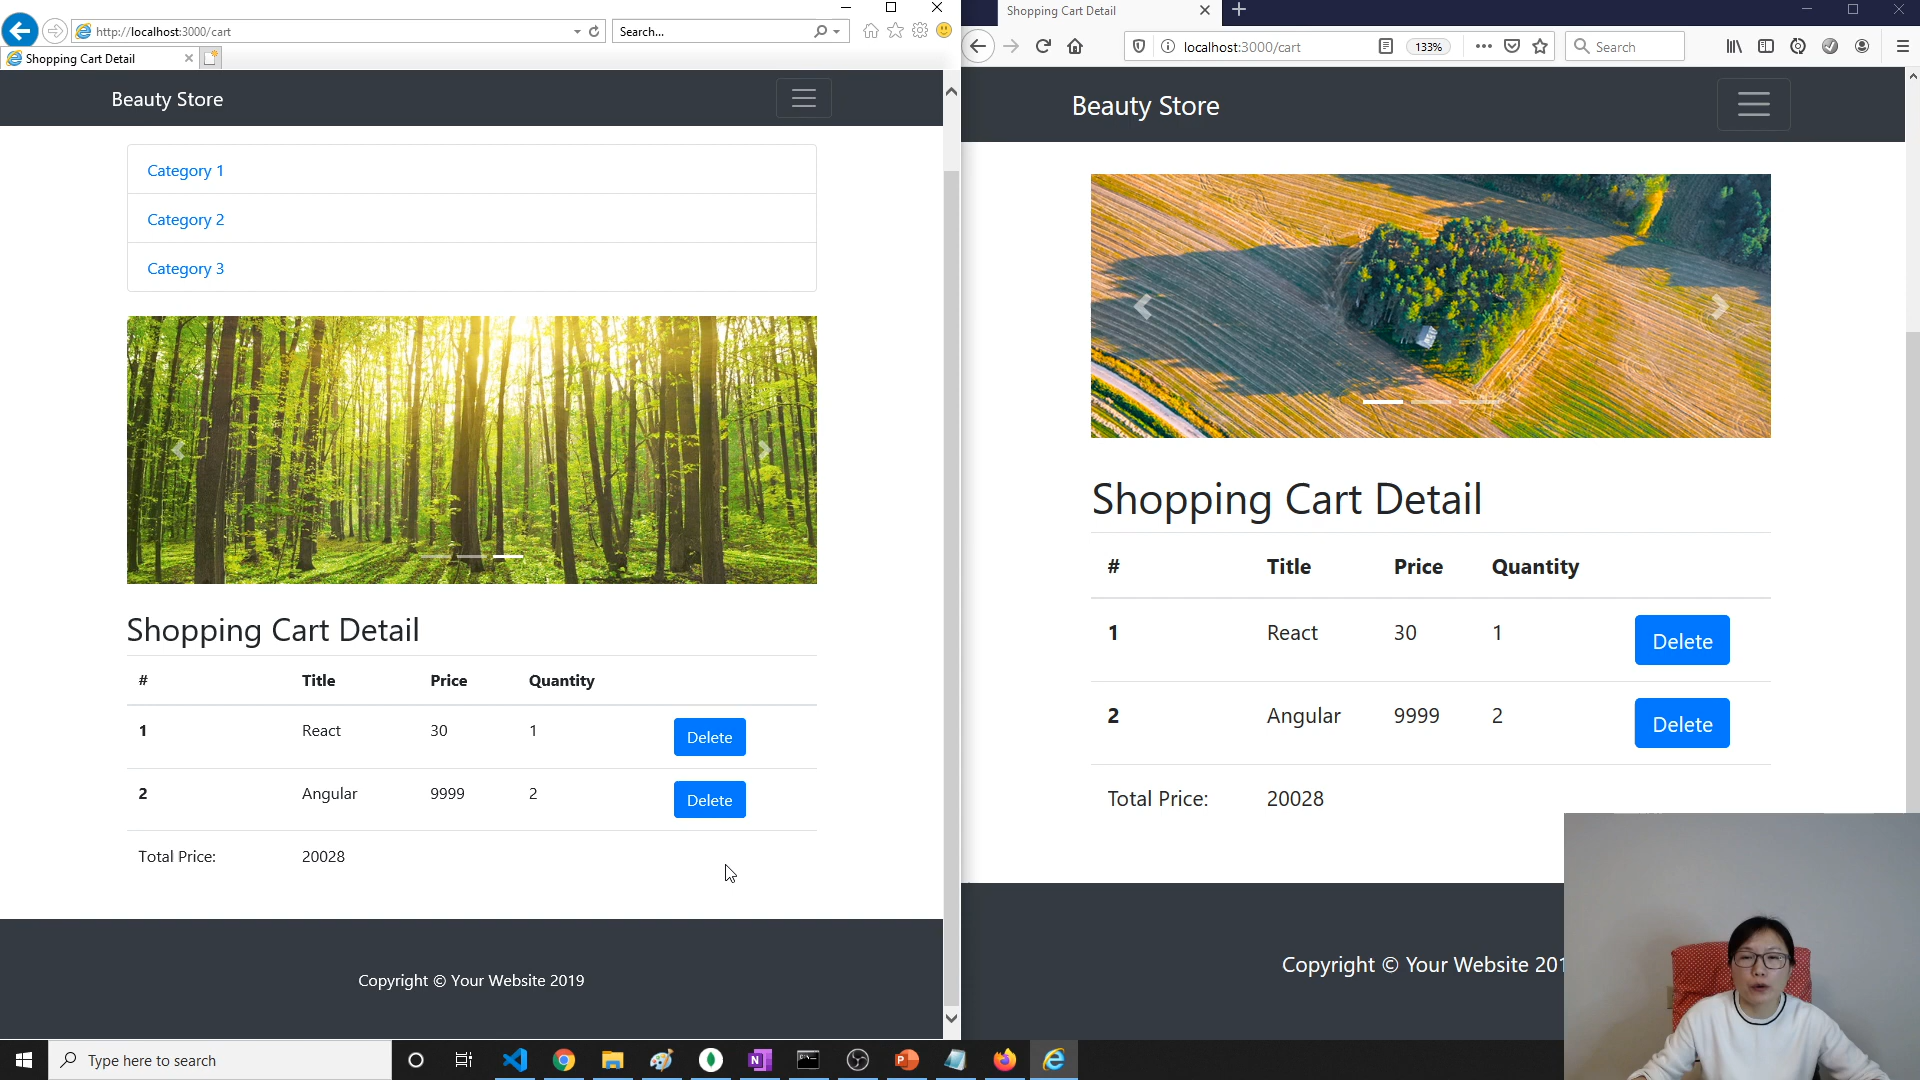 http://localhost:3000/cart
Search...
Shopping Cart Detail
Beauty Store
Category 1
Category 2
Category 3
Shopping Cart Detail
# Title Price Quantity
1 React 30 1 Delete
2 Angular 9999 2 Delete
Total Price: 20028
Copyright © Your Website 2019
Shopping Cart Detail
localhost:3000/cart
133%
Search
Beauty Store
Shopping Cart Detail
# Title Price Quantity
1 React 30 1 Delete
2 Angular 9999 2 Delete
Total Price: 20028
Copyright © Your Website 201
Type here to search